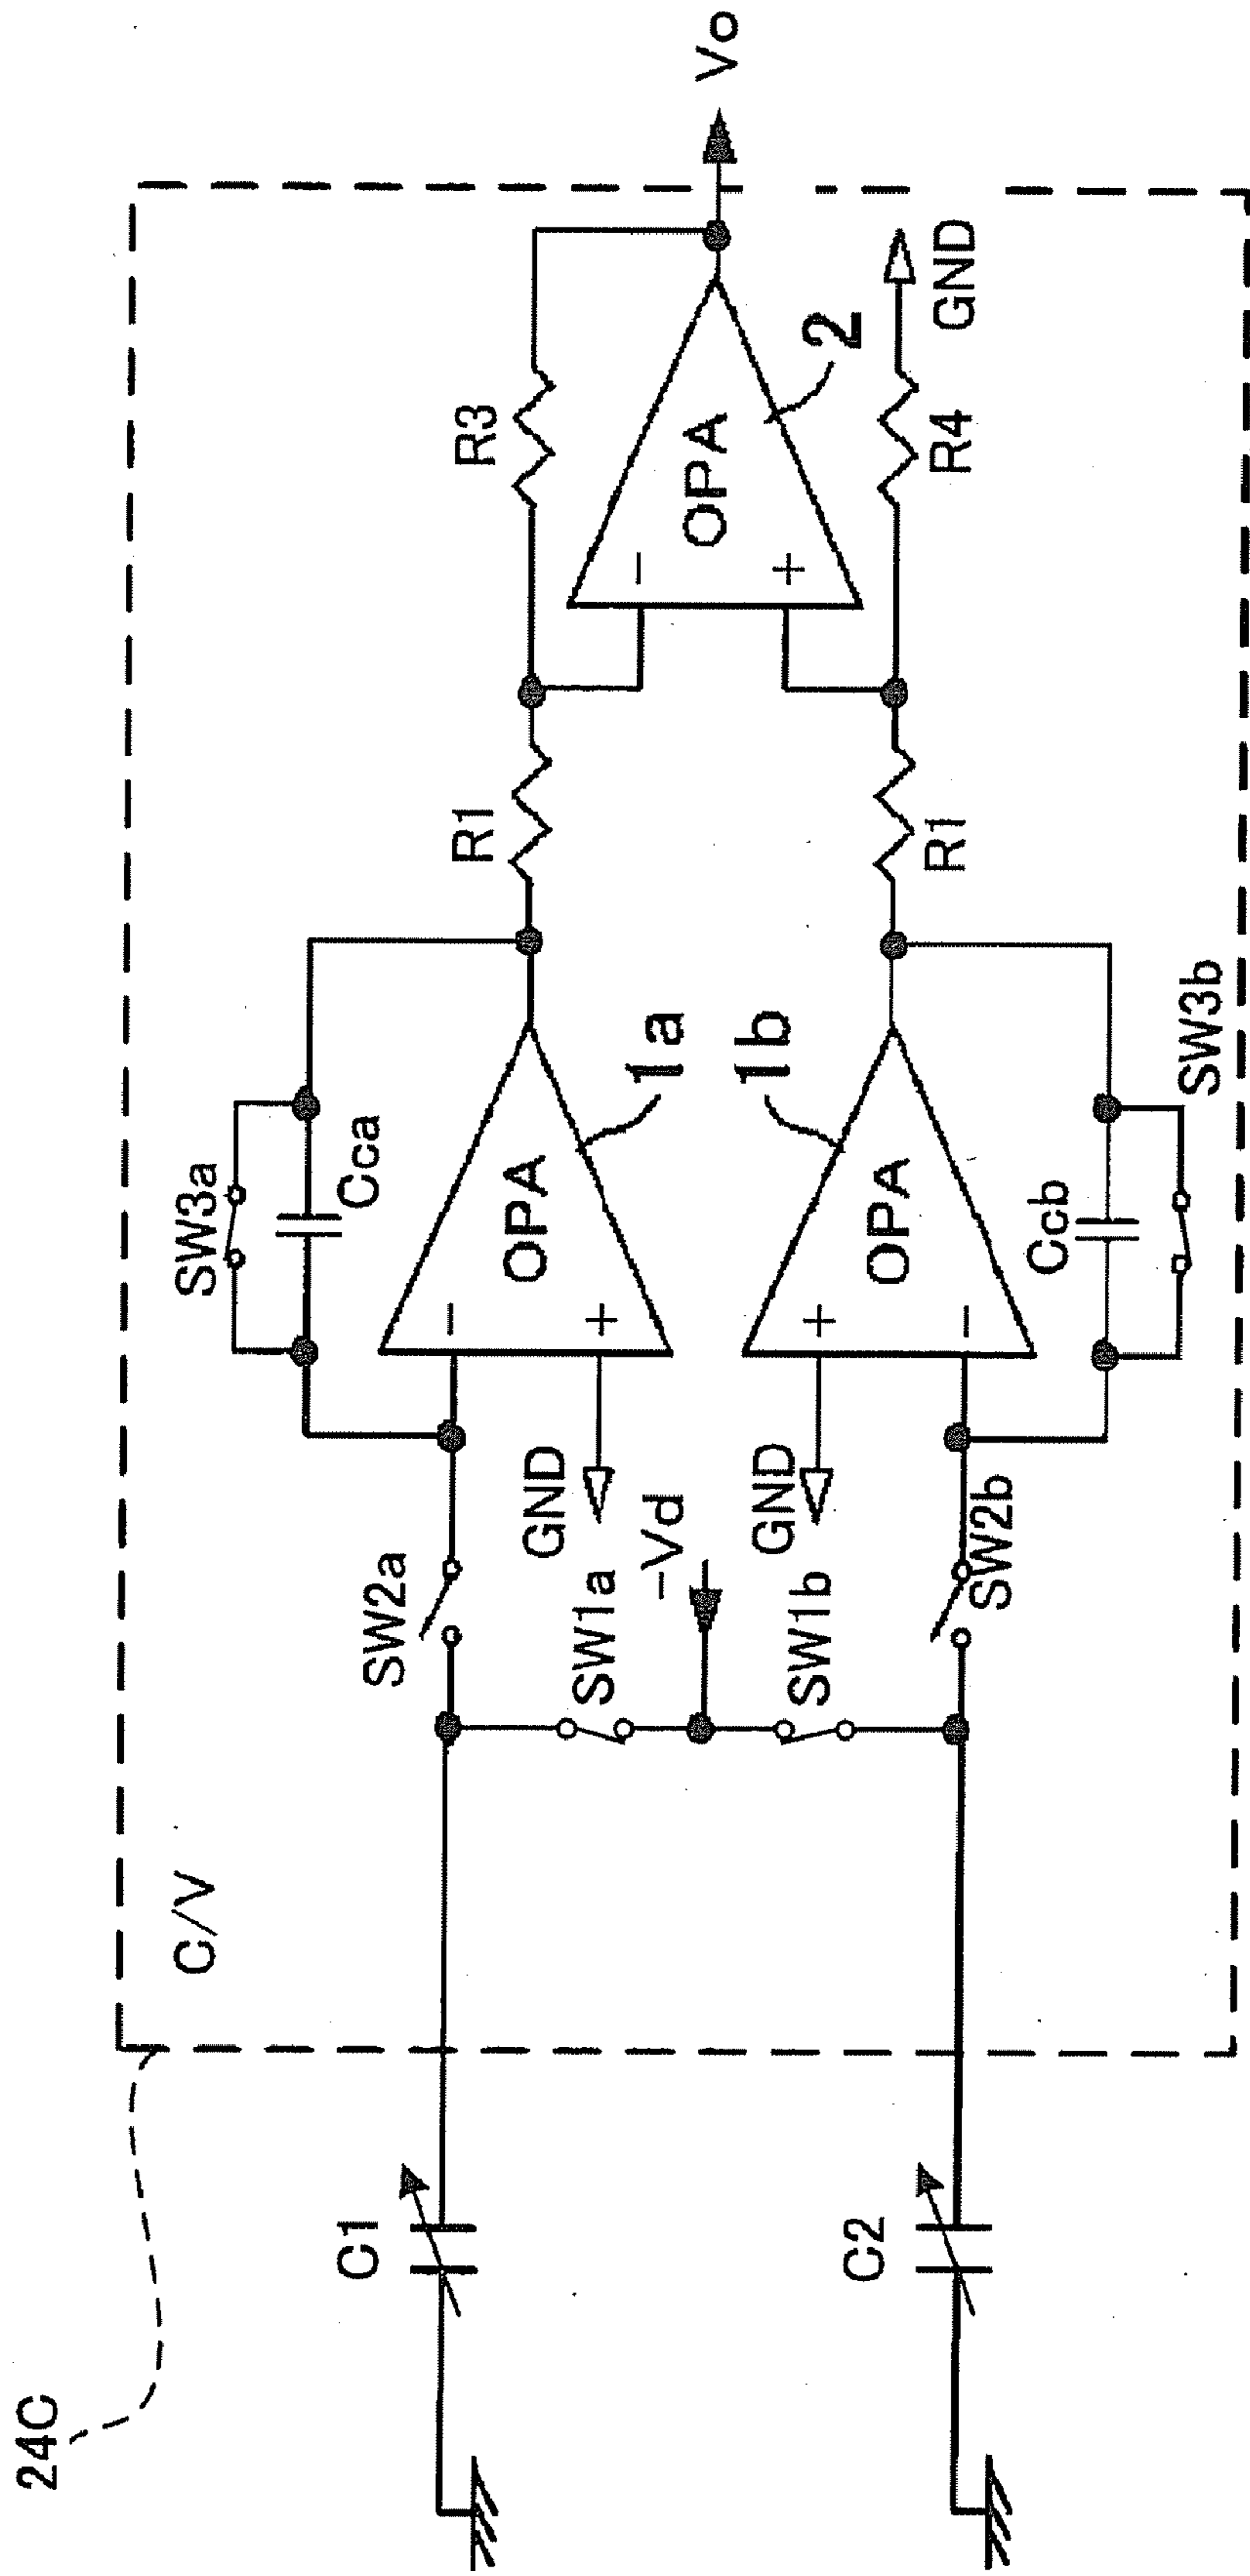 24C
C/V
C1
C2
SW1a
SW1b
-Vd
SW2a
SW2b
GND
GND
SW3a
Cca
OPA
-
+
1a
1b
OPA
+
-
Ccb
SW3b
R1
R1
R3
OPA
-
+
2
R4
GND
Vo